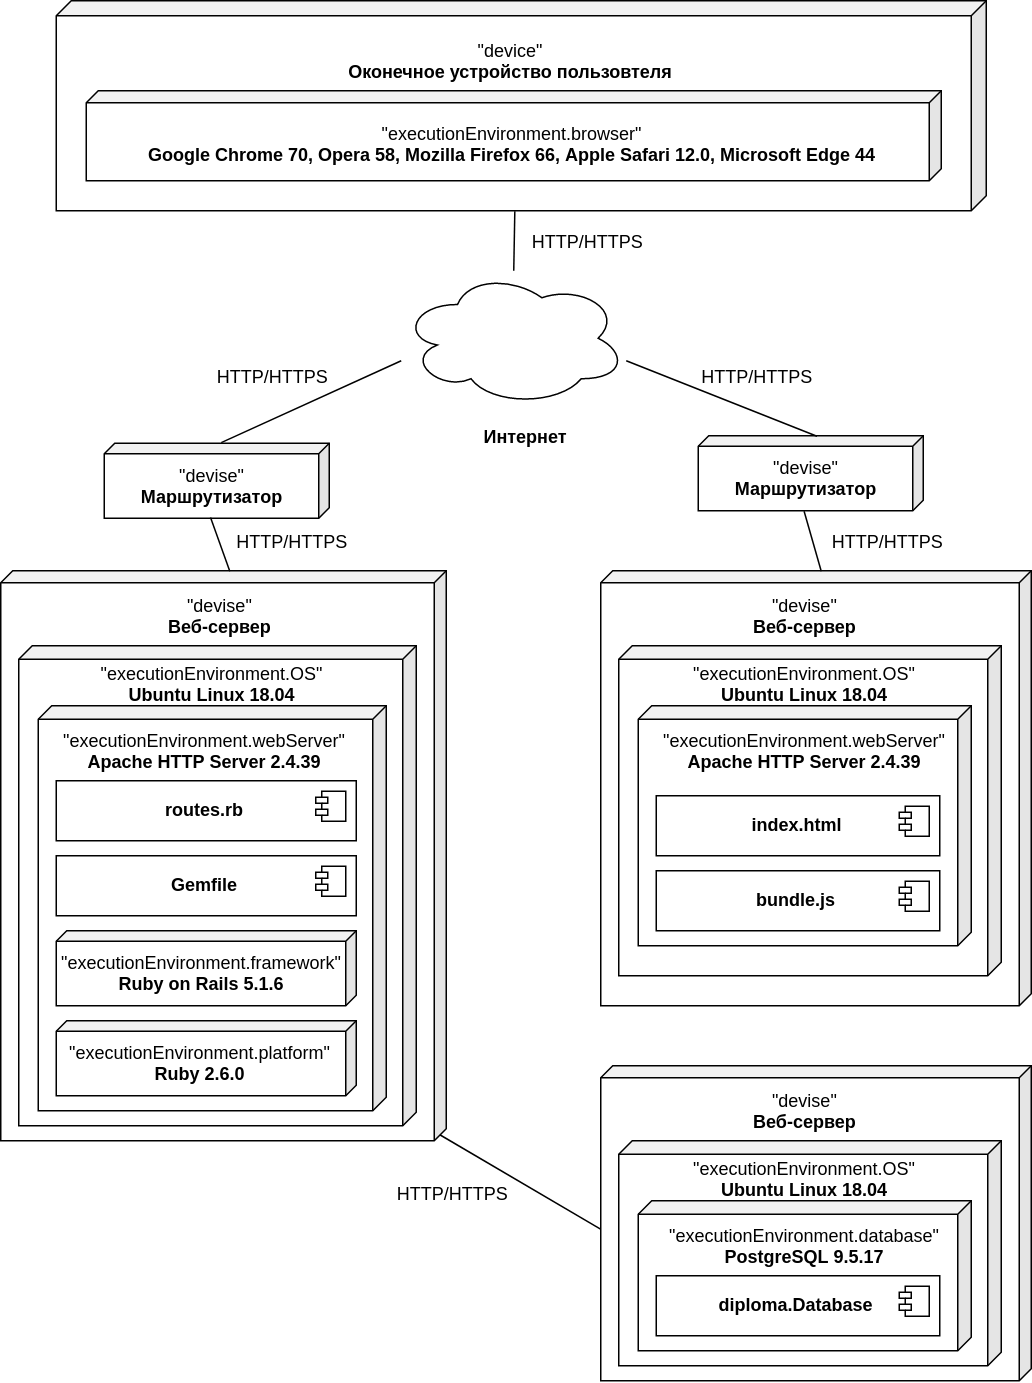 "device"
Оконечное устройство пользовтеля
"executionEnvironment.browser"
Google Chrome 70, Opera 58, Mozilla Firefox 66, Apple Safari 12.0, Microsoft Edge 44
HTTP/HTTPS
HTTP/HTTPS
HTTP/HTTPS
Интернет
"devise"
Маршрутизатор
HTTP/HTTPS
"devise"
Маршрутизатор
HTTP/HTTPS
"devise"
Веб-сервер
"executionEnvironment.OS"
Ubuntu Linux 18.04
"executionEnvironment.webServer"
Apache HTTP Server 2.4.39
routes.rb
Gemfile
"executionEnvironment.framework"
Ruby on Rails 5.1.6
"executionEnvironment.platform"
Ruby 2.6.0
"devise"
Веб-сервер
"executionEnvironment.OS"
Ubuntu Linux 18.04
"executionEnvironment.webServer"
Apache HTTP Server 2.4.39
index.html
bundle.js
HTTP/HTTPS
"devise"
Веб-сервер
"executionEnvironment.OS"
Ubuntu Linux 18.04
"executionEnvironment.database"
PostgreSQL 9.5.17
diploma.Database